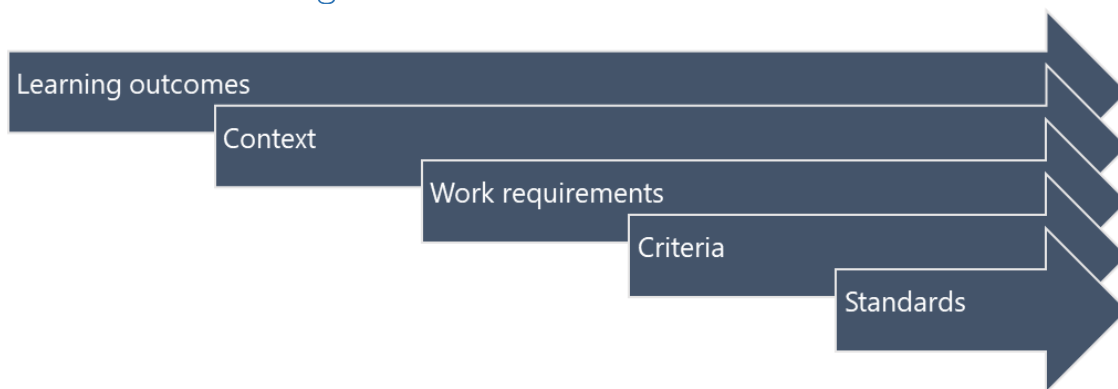 Learning outcomes
Context
Work requirements
Criteria
Standards